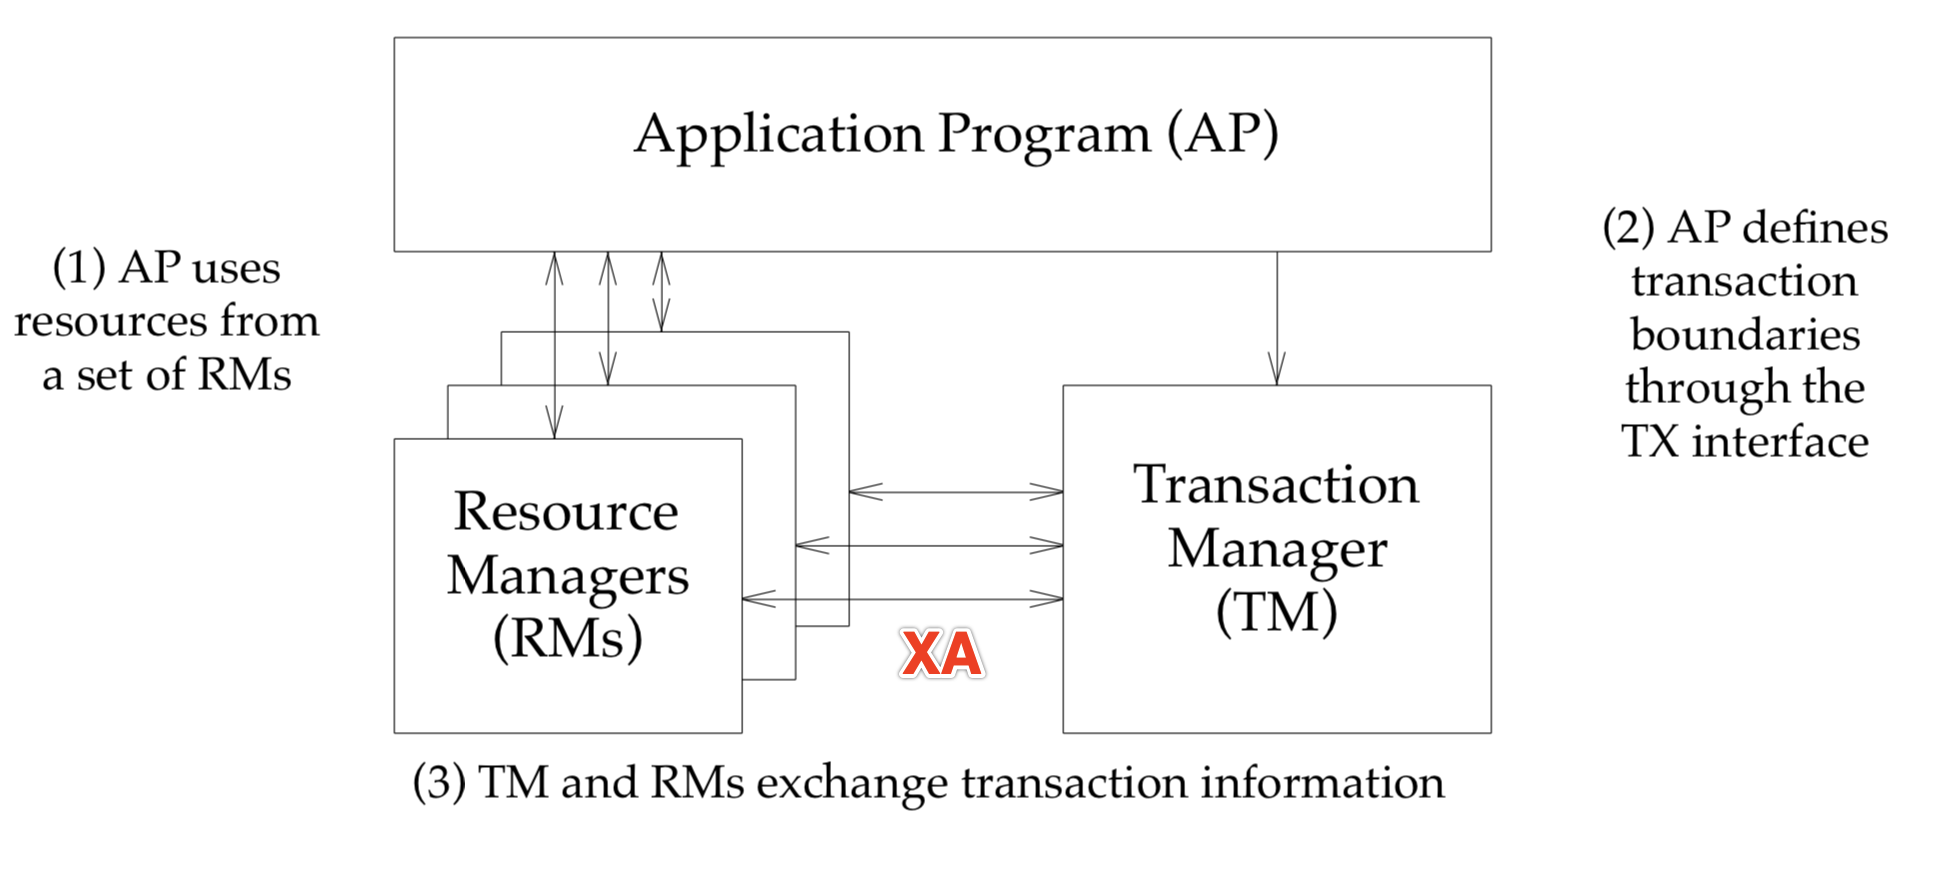 Application Program (AP)
(1) AP uses
resources from
a set of RMs
(2) AP defines
transaction
boundaries
through the
TX interface
Resource
Managers
(RMs)
Transaction
Manager
(TM)
XA
(3) TM and RMs exchange transaction information